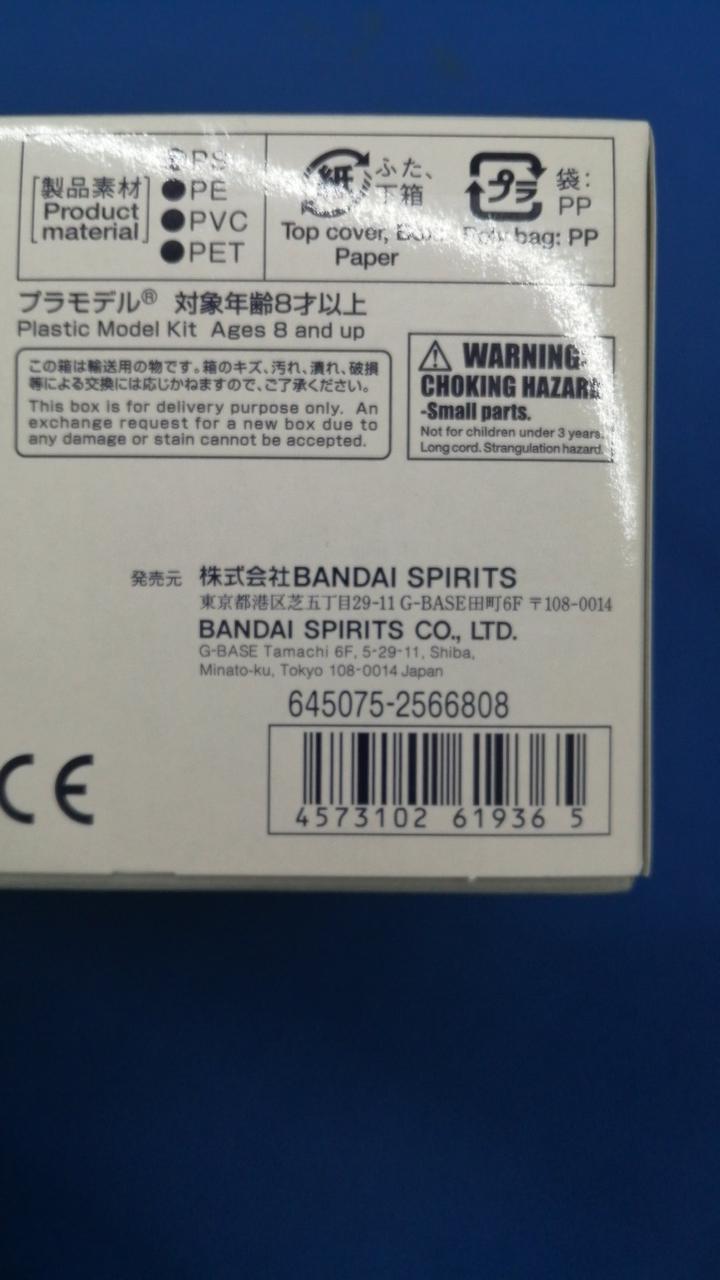 [製品素材]
Product
material
●PS
●PE
●PVC
●PET
紙
ふた、
下箱
Top cover, Box:
Paper
プラ
袋:
PP
Poly bag: PP
プラモデル® 対象年齢8才以上
Plastic Model Kit Ages 8 and up
この箱は輸送用の物です。箱のキズ、汚れ、潰れ、破損
等による交換には応じかねますので、ご了承ください。
This box is for delivery purpose only. An
exchange request for a new box due to
any damage or stain cannot be accepted.
WARNING:
CHOKING HAZARD
-Small parts.
Not for children under 3 years.
Long cord. Strangulation hazard.
発売元 株式会社BANDAI SPIRITS
東京都港区芝五丁目29-11 G-BASE田町6F 〒108-0014
BANDAI SPIRITS CO., LTD.
G-BASE Tamachi 6F, 5-29-11, Shiba,
Minato-ku, Tokyo 108-0014 Japan
645075-2566808
CE
4573102 61936 5